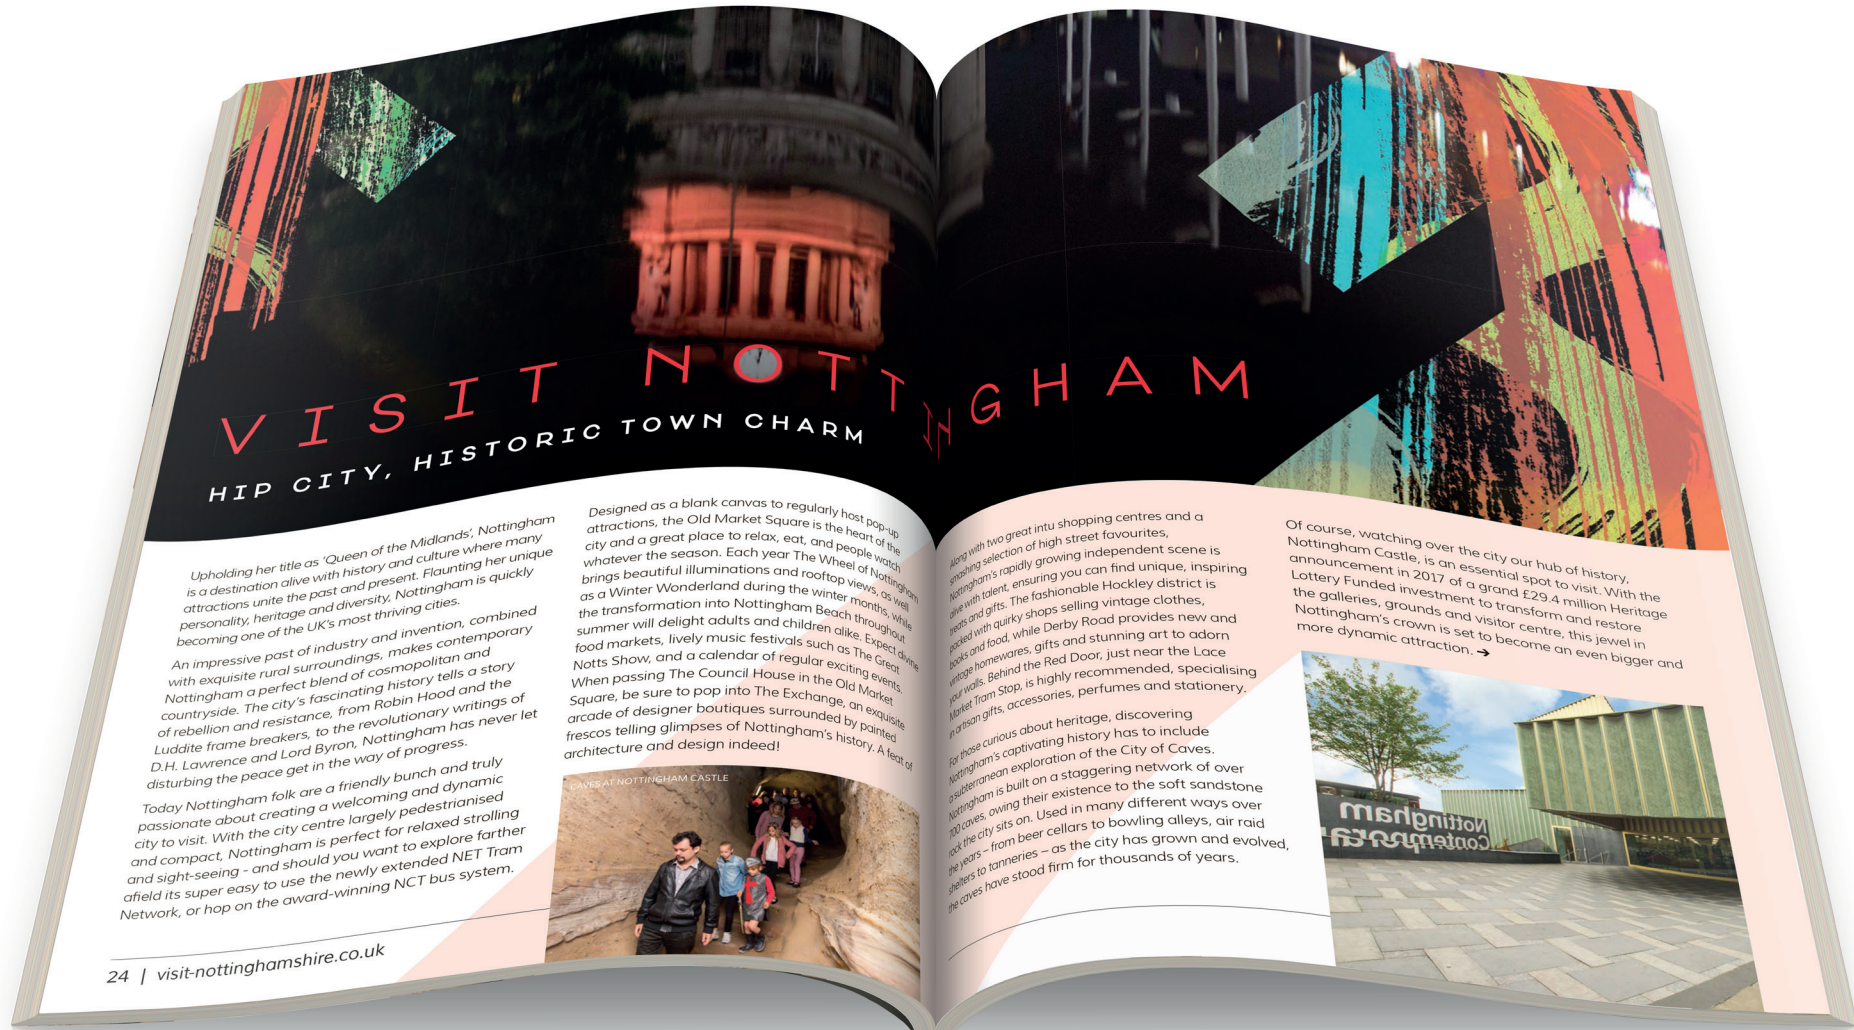 VISIT NOTTINGHAM
HIP CITY, HISTORIC TOWN CHARM
Upholding her title as ‘Queen of the Midlands’, Nottingham
is a destination alive with history and culture where many
attractions unite the past and present. Flaunting her unique
personality, heritage and diversity, Nottingham is quickly
becoming one of the UK’s most thriving cities.
An impressive past of industry and invention, combined
with exquisite rural surroundings, makes contemporary
Nottingham a perfect blend of cosmopolitan and
countryside. The city’s fascinating history tells a story
of rebellion and resistance, from Robin Hood and the
Luddite frame breakers, to the revolutionary writings of
D.H. Lawrence and Lord Byron, Nottingham has never let
disturbing the peace get in the way of progress.
Today Nottingham folk are a friendly bunch and truly
passionate about creating a welcoming and dynamic
city to visit. With the city centre largely pedestrianised
and compact, Nottingham is perfect for relaxed strolling
and sight-seeing - and should you want to explore farther
afield its super easy to use the newly extended NET Tram
Network, or hop on the award-winning NCT bus system.
24 | visit-nottinghamshire.co.uk
Designed as a blank canvas to regularly host pop-up
attractions, the Old Market Square is the heart of the
city and a great place to relax, eat, and people watch
whatever the season. Each year The Wheel of Nottingham
brings beautiful illuminations and rooftop views, as well
as a Winter Wonderland during the winter months, while
the transformation into Nottingham Beach throughout
summer will delight adults and children alike. Expect divine
food markets, lively music festivals such as The Great
Notts Show, and a calendar of regular exciting events.
When passing The Council House in the Old Market
Square, be sure to pop into The Exchange, an exquisite
arcade of designer boutiques surrounded by painted
frescos telling glimpses of Nottingham’s history. A feat of
architecture and design indeed!
CAVES AT NOTTINGHAM CASTLE
Along with two great intu shopping centres and a
smashing selection of high street favourites,
Nottingham’s rapidly growing independent scene is
alive with talent, ensuring you can find unique, inspiring
treats and gifts. The fashionable Hockley district is
packed with quirky shops selling vintage clothes,
books and food, while Derby Road provides new and
vintage homewares, gifts and stunning art to adorn
your walls. Behind the Red Door, just near the Lace
Market Tram Stop, is highly recommended, specialising
in artisan gifts, accessories, perfumes and stationery.
For those curious about heritage, discovering
Nottingham’s captivating history has to include
a subterranean exploration of the City of Caves.
Nottingham is built on a staggering network of over
700 caves, owing their existence to the soft sandstone
rock the city sits on. Used in many different ways over
the years – from beer cellars to bowling alleys, air raid
shelters to tanneries – as the city has grown and evolved,
the caves have stood firm for thousands of years.
Of course, watching over the city our hub of history,
Nottingham Castle, is an essential spot to visit. With the
announcement in 2017 of a grand £29.4 million Heritage
Lottery Funded investment to transform and restore
the galleries, grounds and visitor centre, this jewel in
Nottingham’s crown is set to become an even bigger and
more dynamic attraction. ➔
Nottingham
Contemporar